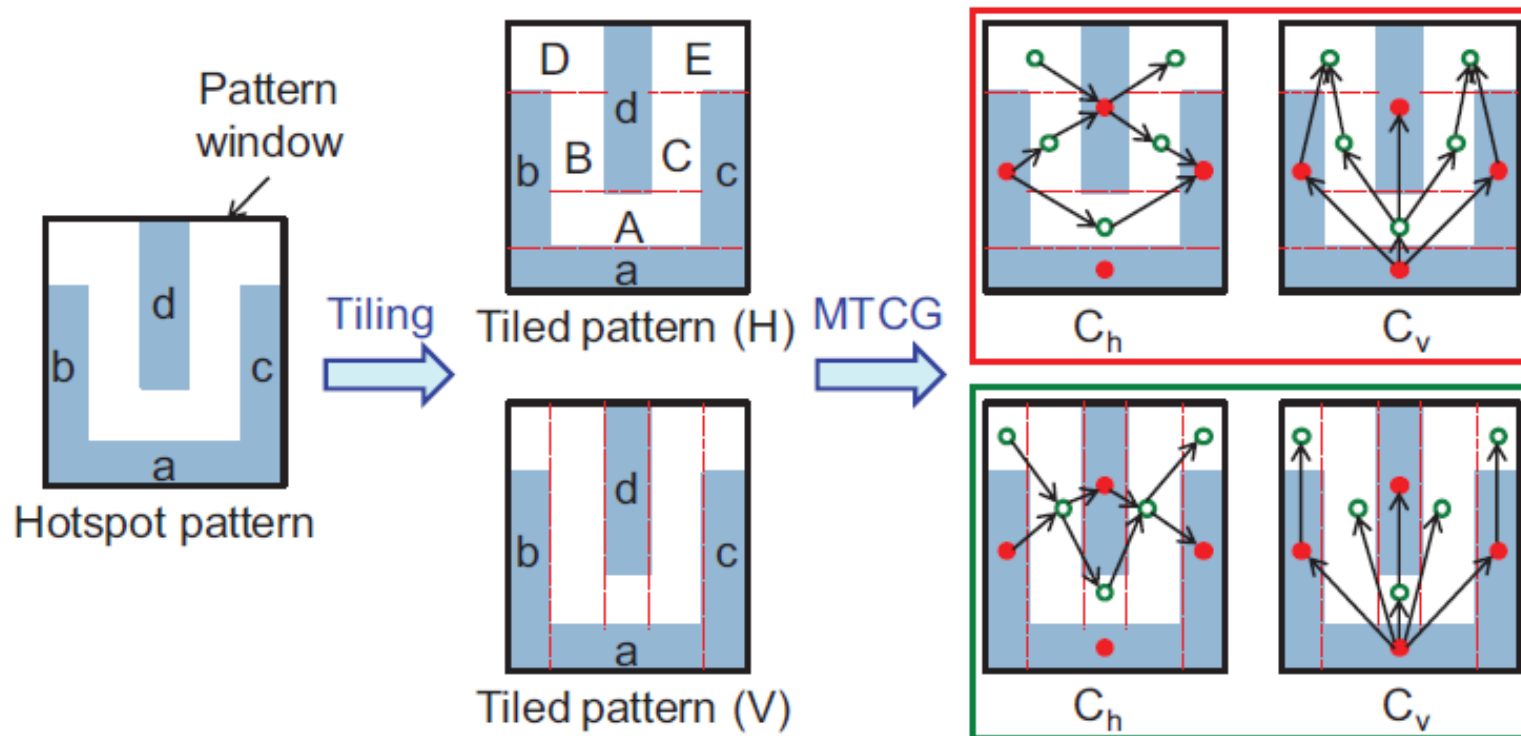 Pattern
window
d
b
c
a
Hotspot pattern
Tiling
D
E
d
B
C
b
c
A
a
Tiled pattern (H)
d
b
c
a
Tiled pattern (V)
MTCG
Ch
Cv
Ch
Cv